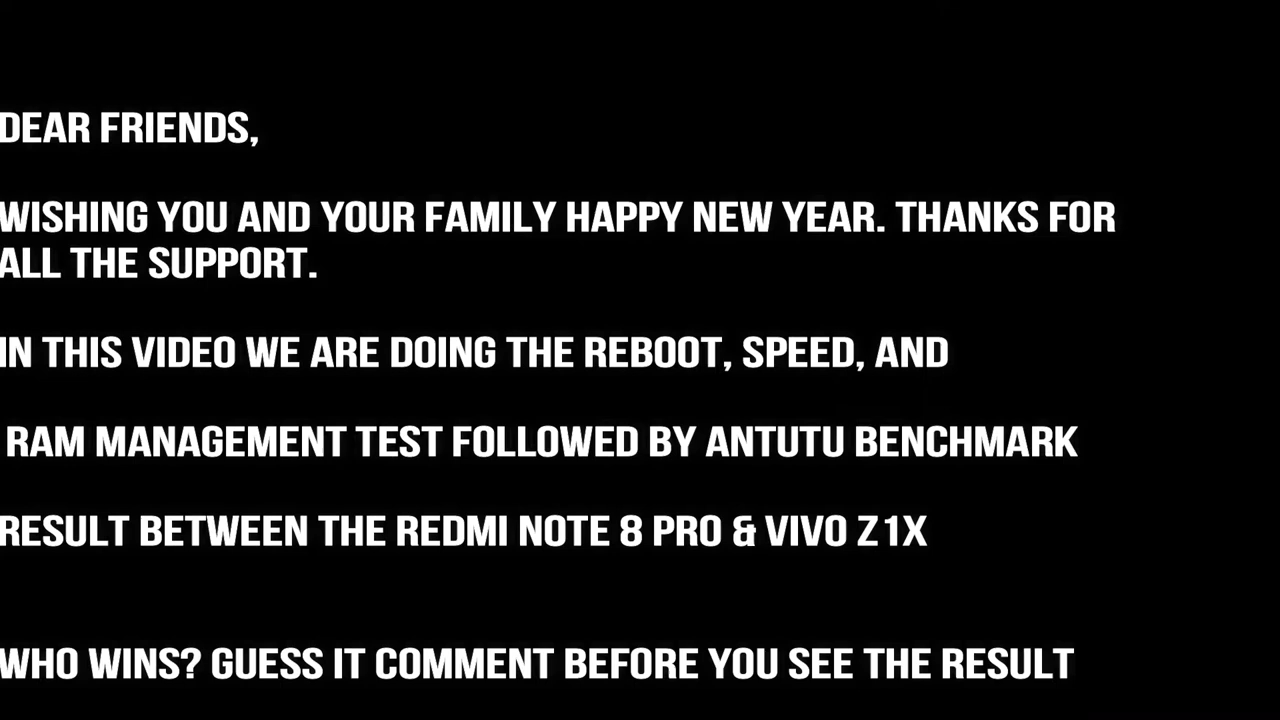 DEAR FRIENDS,
WISHING YOU AND YOUR FAMILY HAPPY NEW YEAR. THANKS FOR
ALL THE SUPPORT.
IN THIS VIDEO WE ARE DOING THE REBOOT, SPEED, AND
RAM MANAGEMENT TEST FOLLOWED BY ANTUTU BENCHMARK
RESULT BETWEEN THE REDMI NOTE 8 PRO & VIVO Z1X
WHO WINS? GUESS IT COMMENT BEFORE YOU SEE THE RESULT